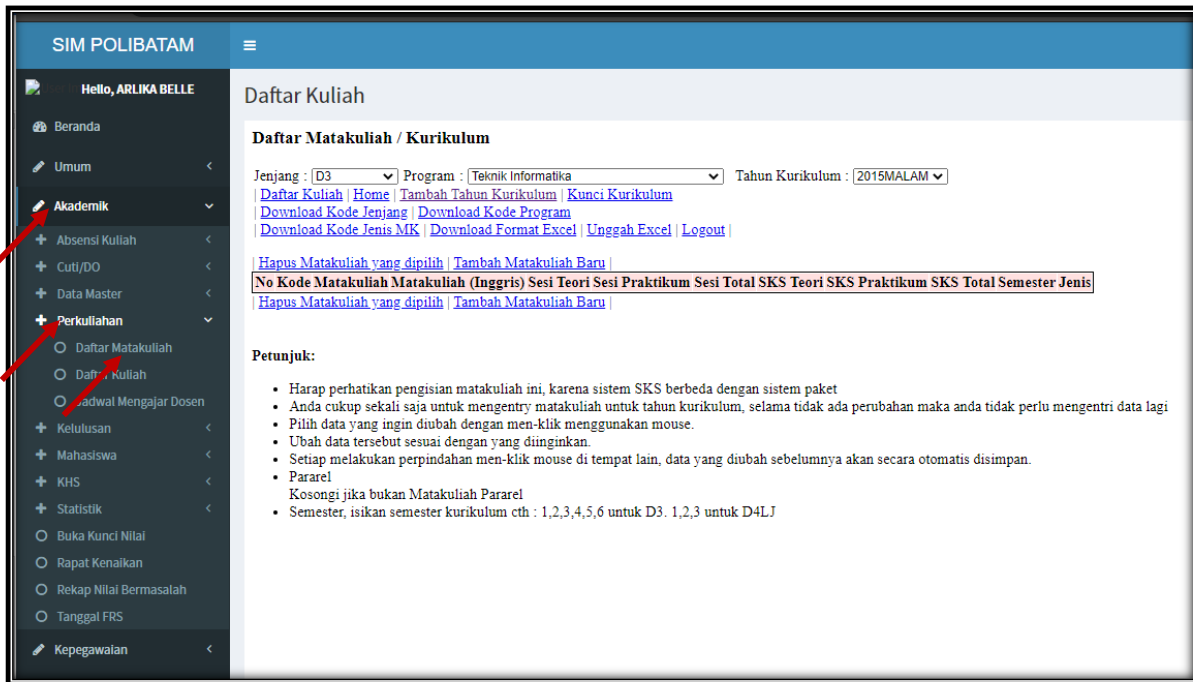 SIM POLIBATAM
Hello, ARLIKA BELLE
Beranda
Umum
Akademik
Absensi Kuliah
Cuti/DO
Data Master
Perkuliahan
Daftar Matakuliah
Daftar Kuliah
Jadwal Mengajar Dosen
Kelulusan
Mahasiswa
KHS
Statistik
Buka Kunci Nilai
Rapat Kenaikan
Rekap Nilai Bermasalah
Tanggal FRS
Kepegawaian
Daftar Kuliah
Daftar Matakuliah / Kurikulum
Jenjang : D3 Program : Teknik Informatika Tahun Kurikulum : 2015MALAM
| Daftar Kuliah | Home | Tambah Tahun Kurikulum | Kunci Kurikulum
| Download Kode Jenjang | Download Kode Program
| Download Kode Jenis MK | Download Format Excel | Unggah Excel | Logout |
| Hapus Matakuliah yang dipilih | Tambah Matakuliah Baru |
No Kode Matakuliah Matakuliah (Inggris) Sesi Teori Sesi Praktikum Sesi Total SKS Teori SKS Praktikum SKS Total Semester Jenis
| Hapus Matakuliah yang dipilih | Tambah Matakuliah Baru |
Petunjuk:
• Harap perhatikan pengisian matakuliah ini, karena sistem SKS berbeda dengan sistem paket
• Anda cukup sekali saja untuk mengentry matakuliah untuk tahun kurikulum, selama tidak ada perubahan maka anda tidak perlu mengentri data lagi
• Pilih data yang ingin diubah dengan men-klik menggunakan mouse.
• Ubah data tersebut sesuai dengan yang diinginkan.
• Setiap melakukan perpindahan men-klik mouse di tempat lain, data yang diubah sebelumnya akan secara otomatis disimpan.
• Pararel
Kosongi jika bukan Matakuliah Pararel
• Semester, isikan semester kurikulum cth : 1,2,3,4,5,6 untuk D3. 1,2,3 untuk D4LJ